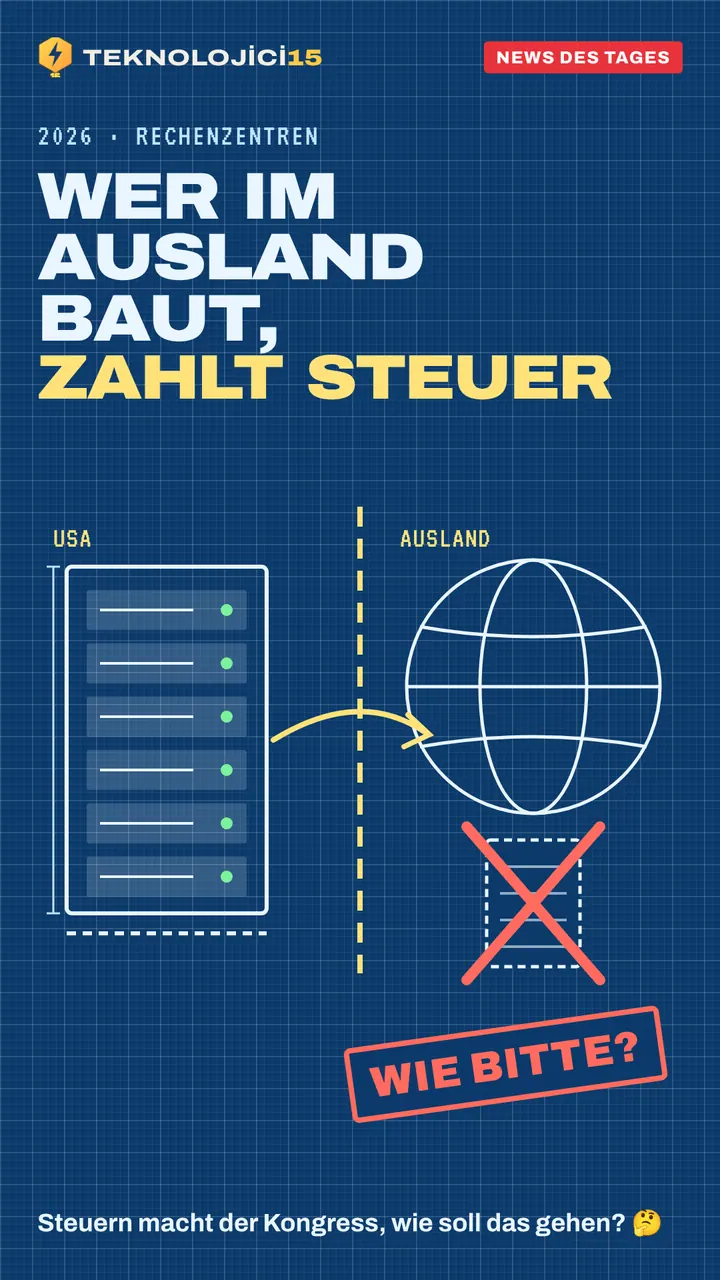 TEKNOLOJİCİ15
NEWS DES TAGES
2026 · RECHENZENTREN
WER IM
AUSLAND
BAUT,
ZAHLT STEUER
USA
AUSLAND
WIE BITTE?
Steuern macht der Kongress, wie soll das gehen? 🤔